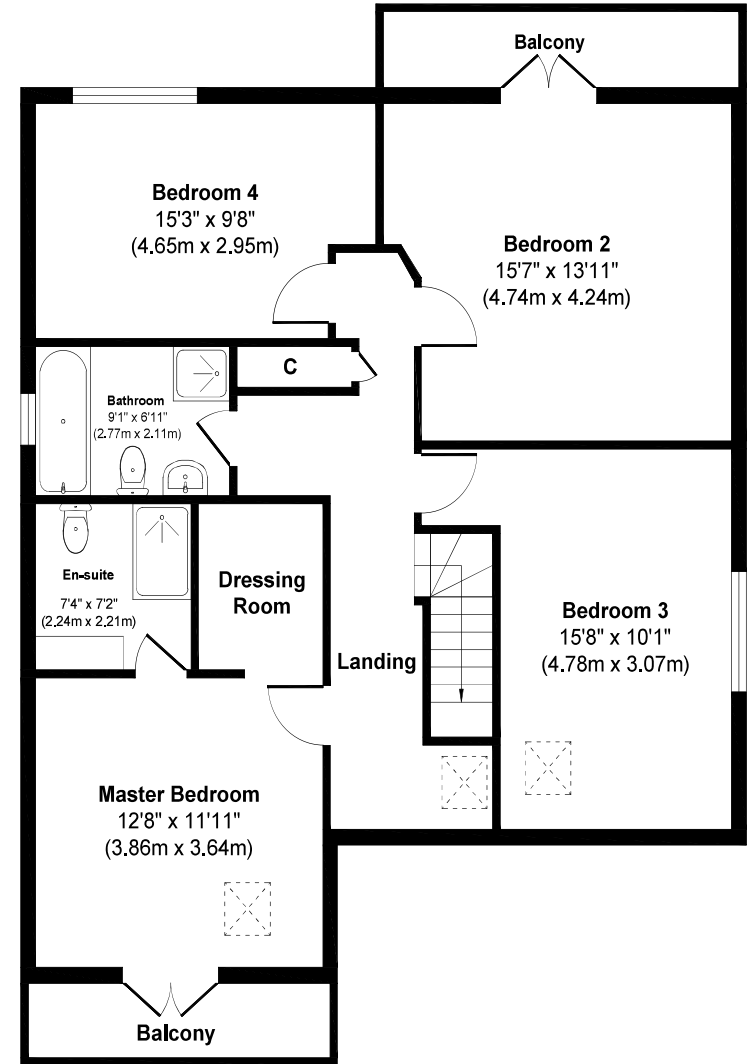 Balcony
Bedroom 4
15'3" x 9'8"
(4.65m x 2.95m)
Bedroom 2
15'7" x 13'11"
(4.74m x 4.24m)
C
Bathroom
9'1" x 6'11"
(2.77m x 2.11m)
En-suite
7'4" x 7'2"
(2.24m x 2.21m)
Dressing
Room
Landing
Bedroom 3
15'8" x 10'1"
(4.78m x 3.07m)
Master Bedroom
12'8" x 11'11"
(3.86m x 3.64m)
Balcony